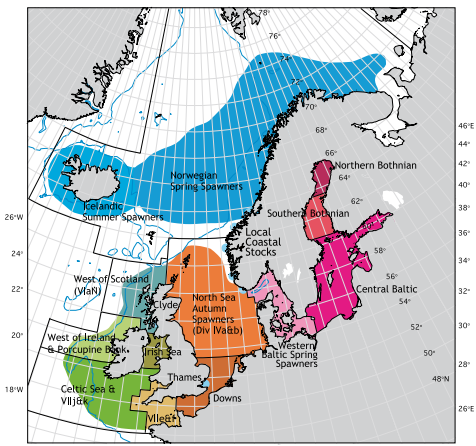 78°
76°
74°
72°
70°
68°
66°
64°
62°
58°
56°
54°
52°
50°
48°N
46°E
44°
42°
40°
38°
34°
32°
30°
28°
26°E
26°W
24°
22°
20°
18°W
Norwegian
Spring Spawners
Icelandic
Summer Spawners
Northern Bothnian
Southern Bothnian
Local
Coastal
Stocks
Central Baltic
West of Scotland
(VIaN)
Clyde
North Sea
Autumn
Spawners
(Div IVa&b)
West of Ireland
& Porcupine Bank
Irish Sea
Western
Baltic Spring
Spawners
Thames
Celtic Sea &
VIIj&k
Downs
VIIe&f